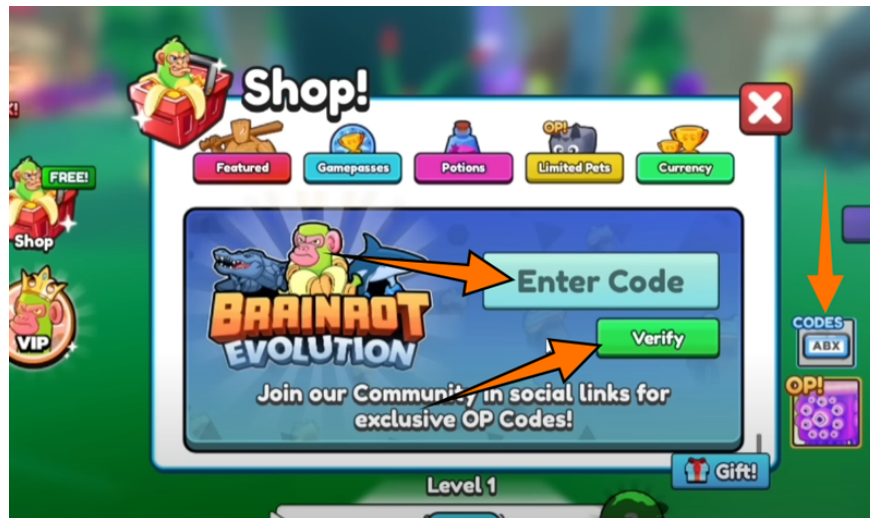 Shop!
OP!
Featured
Gamepasses
Potions
Limited Pets
Currency
FREE!
Shop
Enter Code
CODES
BRAINROT
EVOLUTION
Verify
ABX
VIP
OP!
Join our Community in social links for
exclusive OP Codes!
Gift!
Level 1